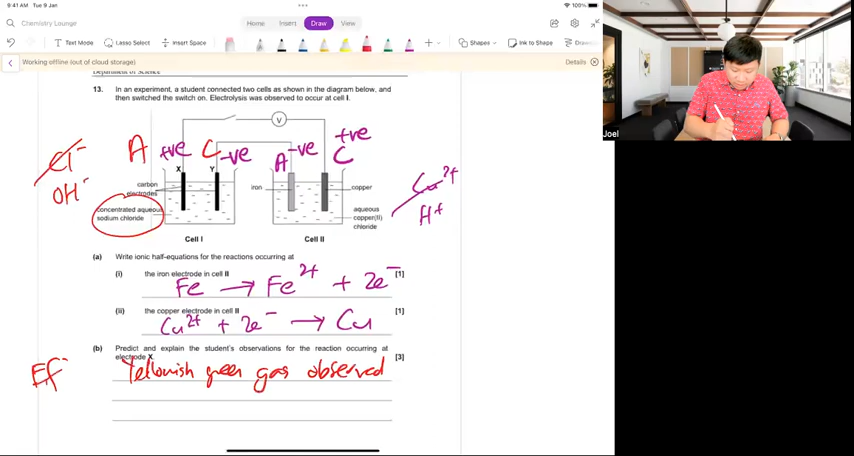 9:41 AM Tue 9 Jan
100%
Chemistry Lounge
Home Insert Draw View
Text Mode Lasso Select Insert Space
Shapes Ink to Shape
Working offline (out of cloud storage)
Details
Department of Science
13. In an experiment, a student connected two cells as shown in the diagram below, and
then switched the switch on. Electrolysis was observed to occur at cell I.
V
Cl⁻
OH⁻
A +ve C -ve A -ve +ve C
X Y
carbon electrodes
iron
copper
concentrated aqueous sodium chloride
aqueous copper(II) chloride
Cu²⁺
H⁺
Cell I Cell II
(a) Write ionic half-equations for the reactions occurring at
(i) the iron electrode in cell II [1]
Fe → Fe²⁺ + 2e⁻
(ii) the copper electrode in cell II [1]
Cu²⁺ + 2e⁻ → Cu
(b) Predict and explain the student's observations for the reaction occurring at
electrode X. [3]
Yellowish green gas observed
Joel